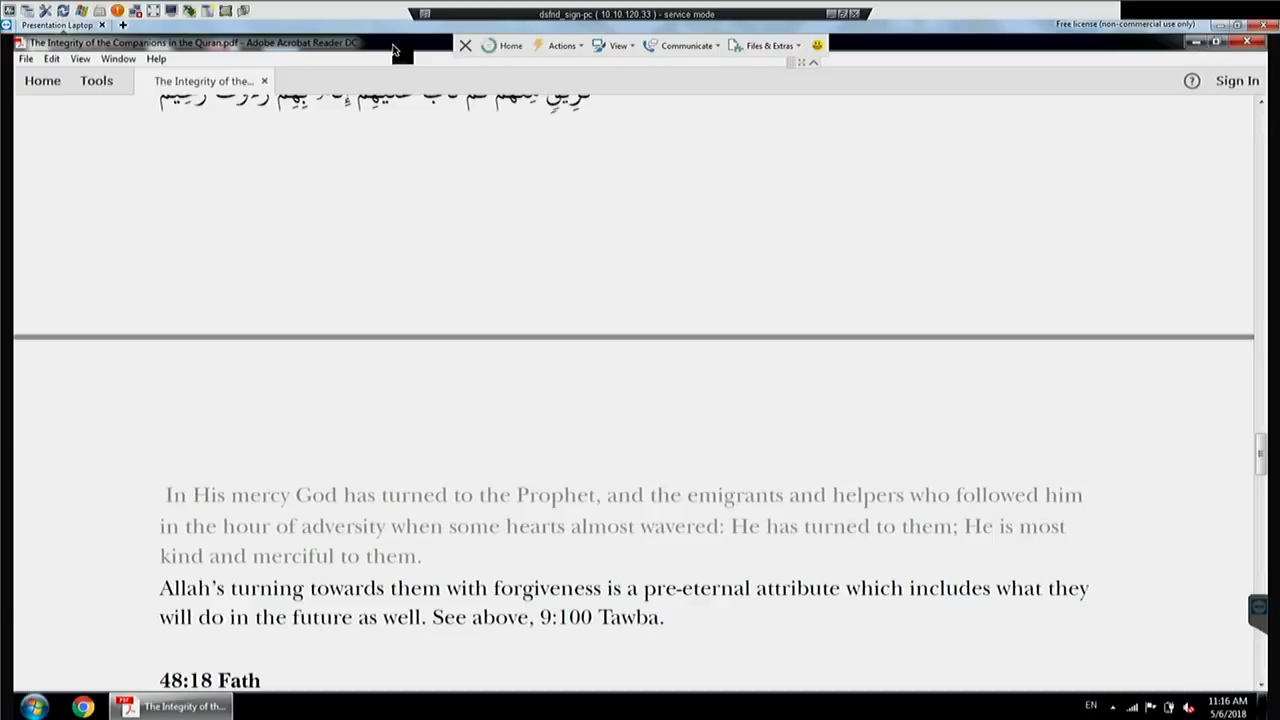 dsfnd_sign-pc ( 10.10.120.33 ) - service mode
Presentation Laptop
Free license (non-commercial use only)
The Integrity of the Companions in the Quran.pdf - Adobe Acrobat Reader DC
Home Actions View Communicate Files & Extras
File Edit View Window Help
Home Tools The Integrity of the... Sign In
In His mercy God has turned to the Prophet, and the emigrants and helpers who followed him
in the hour of adversity when some hearts almost wavered: He has turned to them; He is most
kind and merciful to them.
Allah’s turning towards them with forgiveness is a pre-eternal attribute which includes what they
will do in the future as well. See above, 9:100 Tawba.
48:18 Fath
The Integrity of th...
EN
11:16 AM
5/6/2018